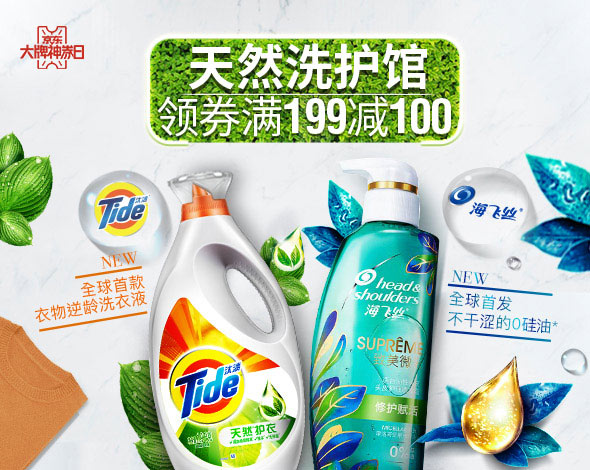 京东
大牌神券日
天然洗护馆
领券满199减100
Tide 汰渍
NEW
全球首款
衣物逆龄洗衣液
海飞丝®
NEW
全球首发
不干涩的0硅油*
汰渍
Tide
天然护衣
head &
shoulders
海飞丝
SUPRÊME
修护赋活
0%